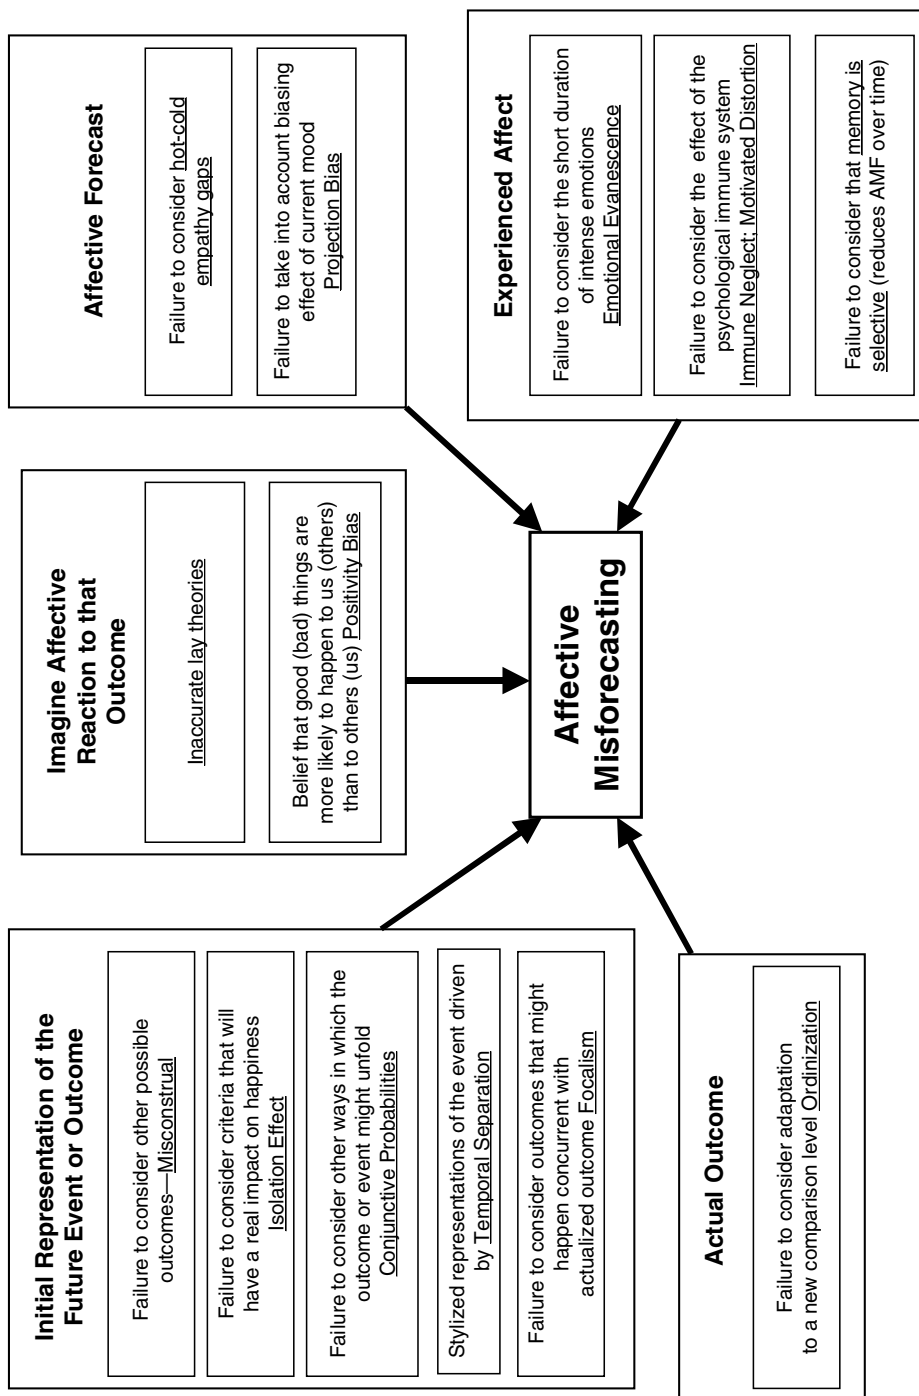 Initial Representation of the
Future Event or Outcome
Failure to consider other possible
outcomes—Misconstrual
Failure to consider criteria that will
have a real impact on happiness
Isolation Effect
Failure to consider other ways in which the
outcome or event might unfold
Conjunctive Probabilities
Stylized representations of the event driven
by Temporal Separation
Failure to consider outcomes that might
happen concurrent with
actualized outcome Focalism
Imagine Affective
Reaction to that
Outcome
Inaccurate lay theories
Belief that good (bad) things are
more likely to happen to us (others)
than to others (us) Positivity Bias
Affective Forecast
Failure to consider hot-cold
empathy gaps
Failure to take into account biasing
effect of current mood
Projection Bias
Affective
Misforecasting
Actual Outcome
Failure to consider adaptation
to a new comparison level Ordinization
Experienced Affect
Failure to consider the short duration
of intense emotions
Emotional Evanescence
Failure to consider the effect of the
psychological immune system
Immune Neglect; Motivated Distortion
Failure to consider that memory is
selective (reduces AMF over time)